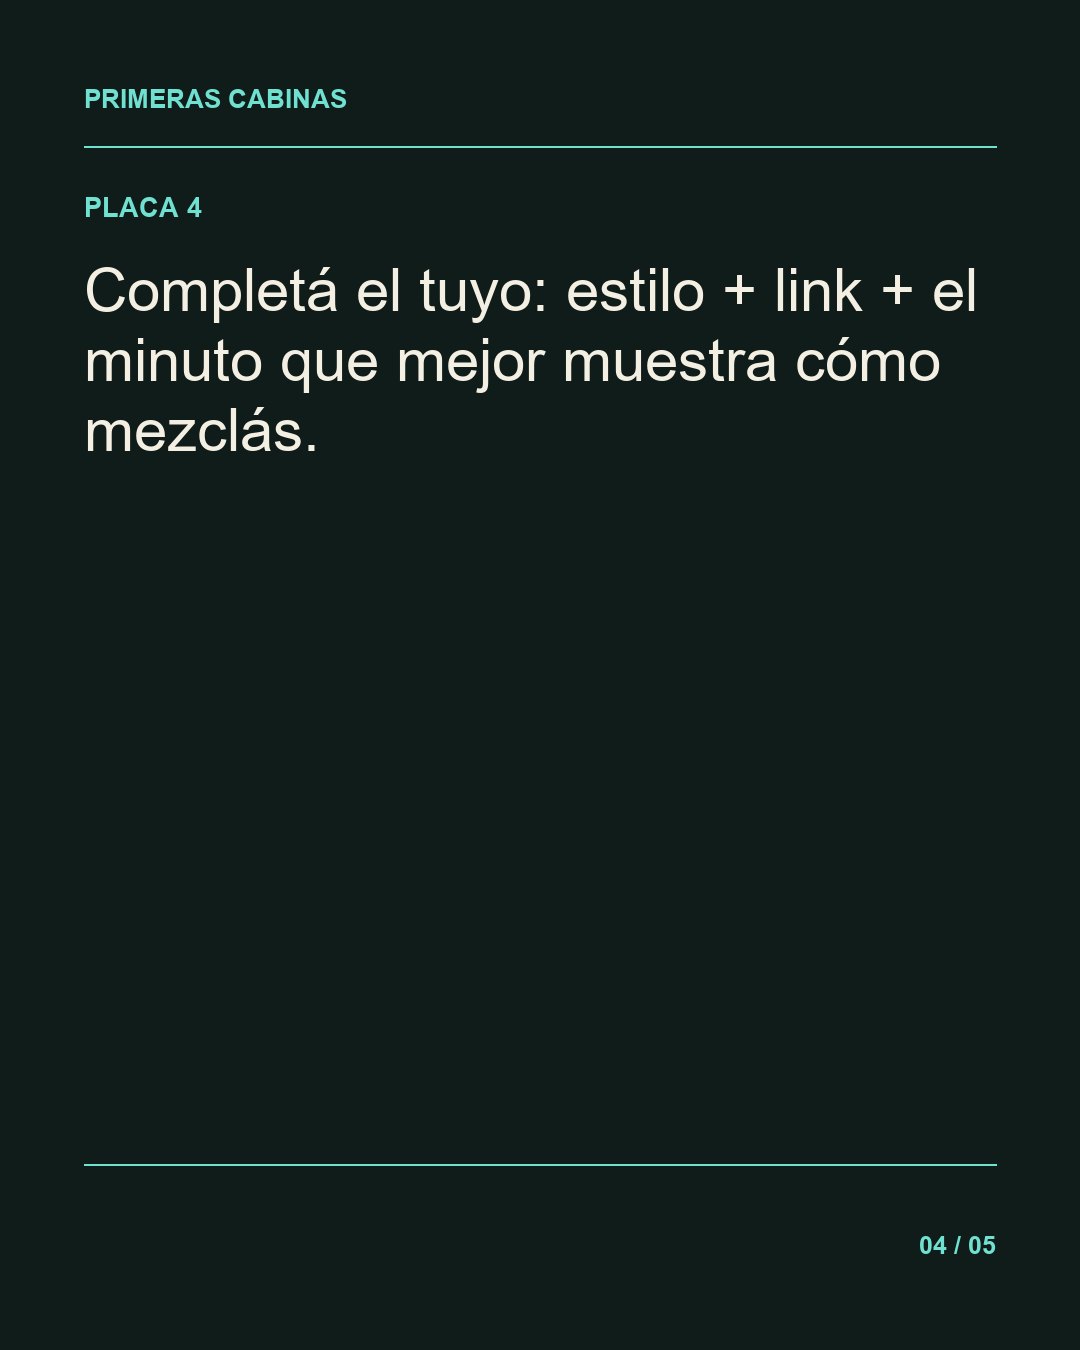 PRIMERAS CABINAS
PLACA 4
Completá el tuyo: estilo + link + el
minuto que mejor muestra cómo
mezclás.
04 / 05